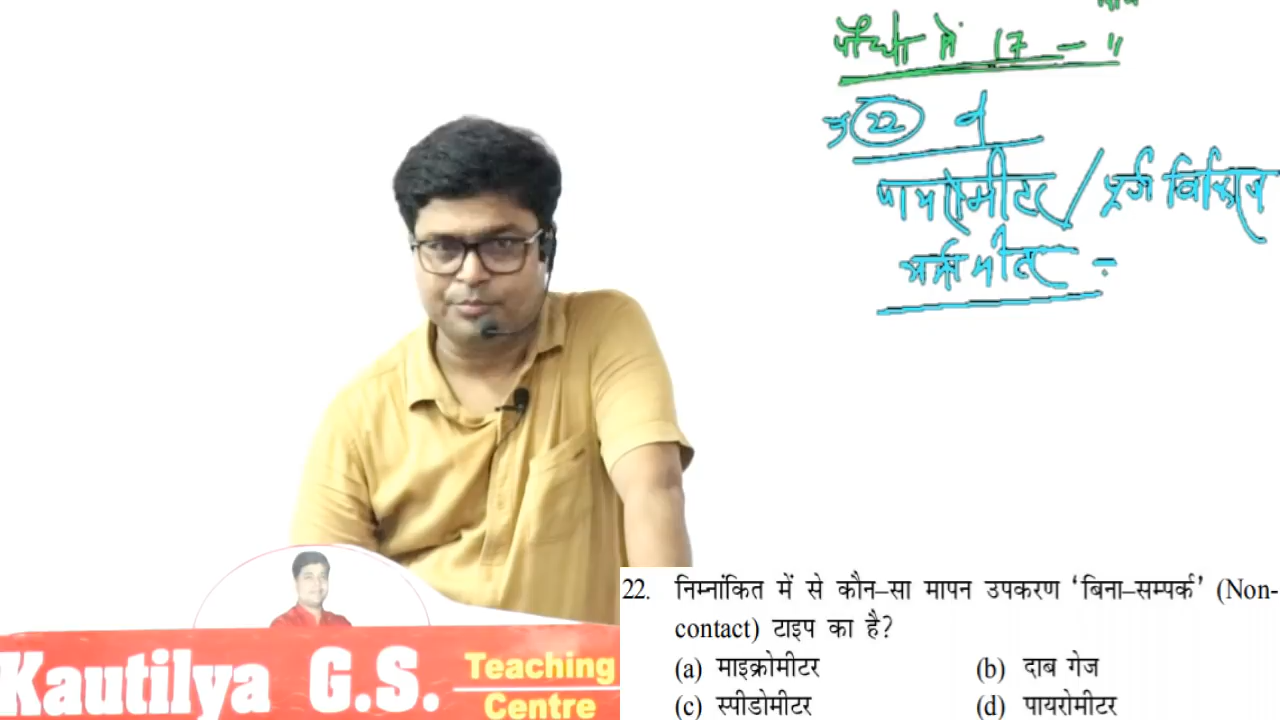 पौधों में 17 – "
22
पायरोमीटर / पूर्ण विकिरण
Kautilya G.S. Teaching Centre
22. निम्नांकित में से कौन–सा मापन उपकरण ‘बिना–सम्पर्क’ (Non-
contact) टाइप का है?
(a) माइक्रोमीटर (b) दाब गेज
(c) स्पीडोमीटर (d) पायरोमीटर